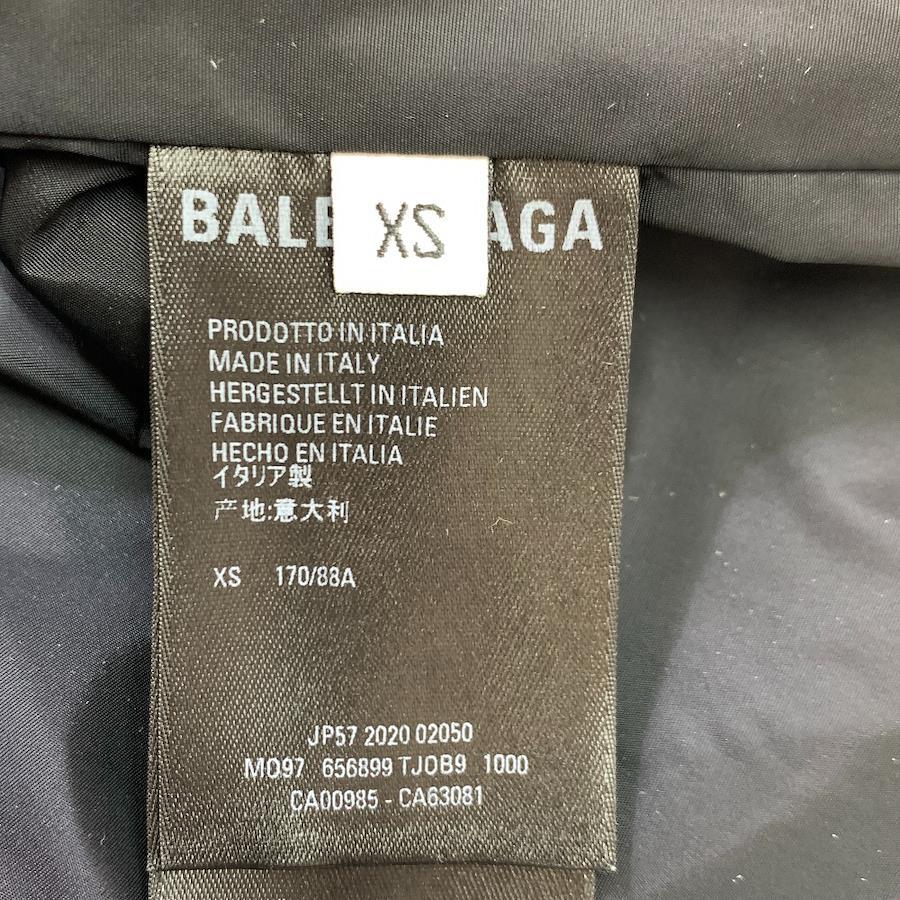 BALE AGA
XS
PRODOTTO IN ITALIA
MADE IN ITALY
HERGESTELLT IN ITALIEN
FABRIQUE EN ITALIE
HECHO EN ITALIA
イタリア製
产地:意大利
XS 170/88A
JP57 2020 02050
MO97 656899 TJOB9 1000
CA00985 - CA63081